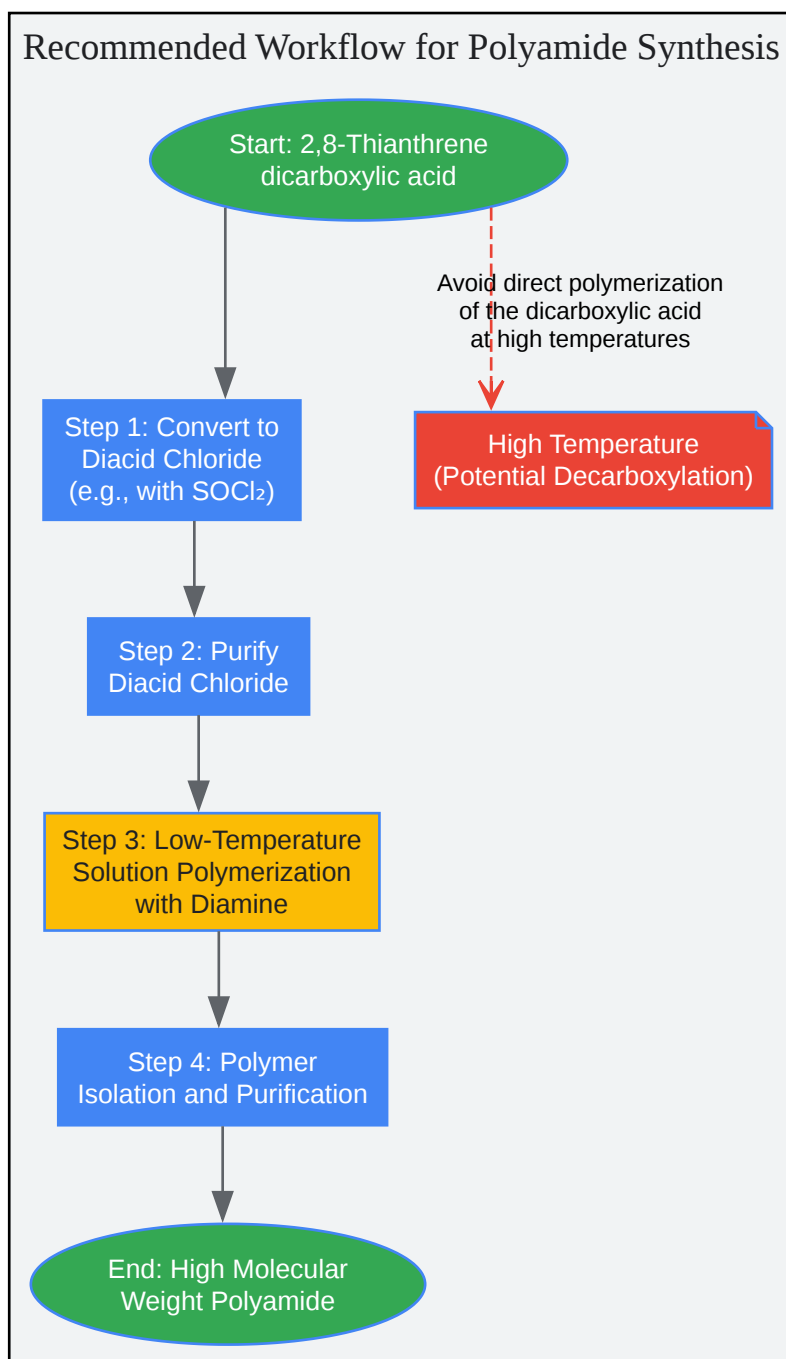 Recommended Workflow for Polyamide Synthesis
Start: 2,8-Thianthrene
dicarboxylic acid
Avoid direct polymerization
of the dicarboxylic acid
at high temperatures
Step 1: Convert to
Diacid Chloride
(e.g., with SOCl₂)
High Temperature
(Potential Decarboxylation)
Step 2: Purify
Diacid Chloride
Step 3: Low-Temperature
Solution Polymerization
with Diamine
Step 4: Polymer
Isolation and Purification
End: High Molecular
Weight Polyamide